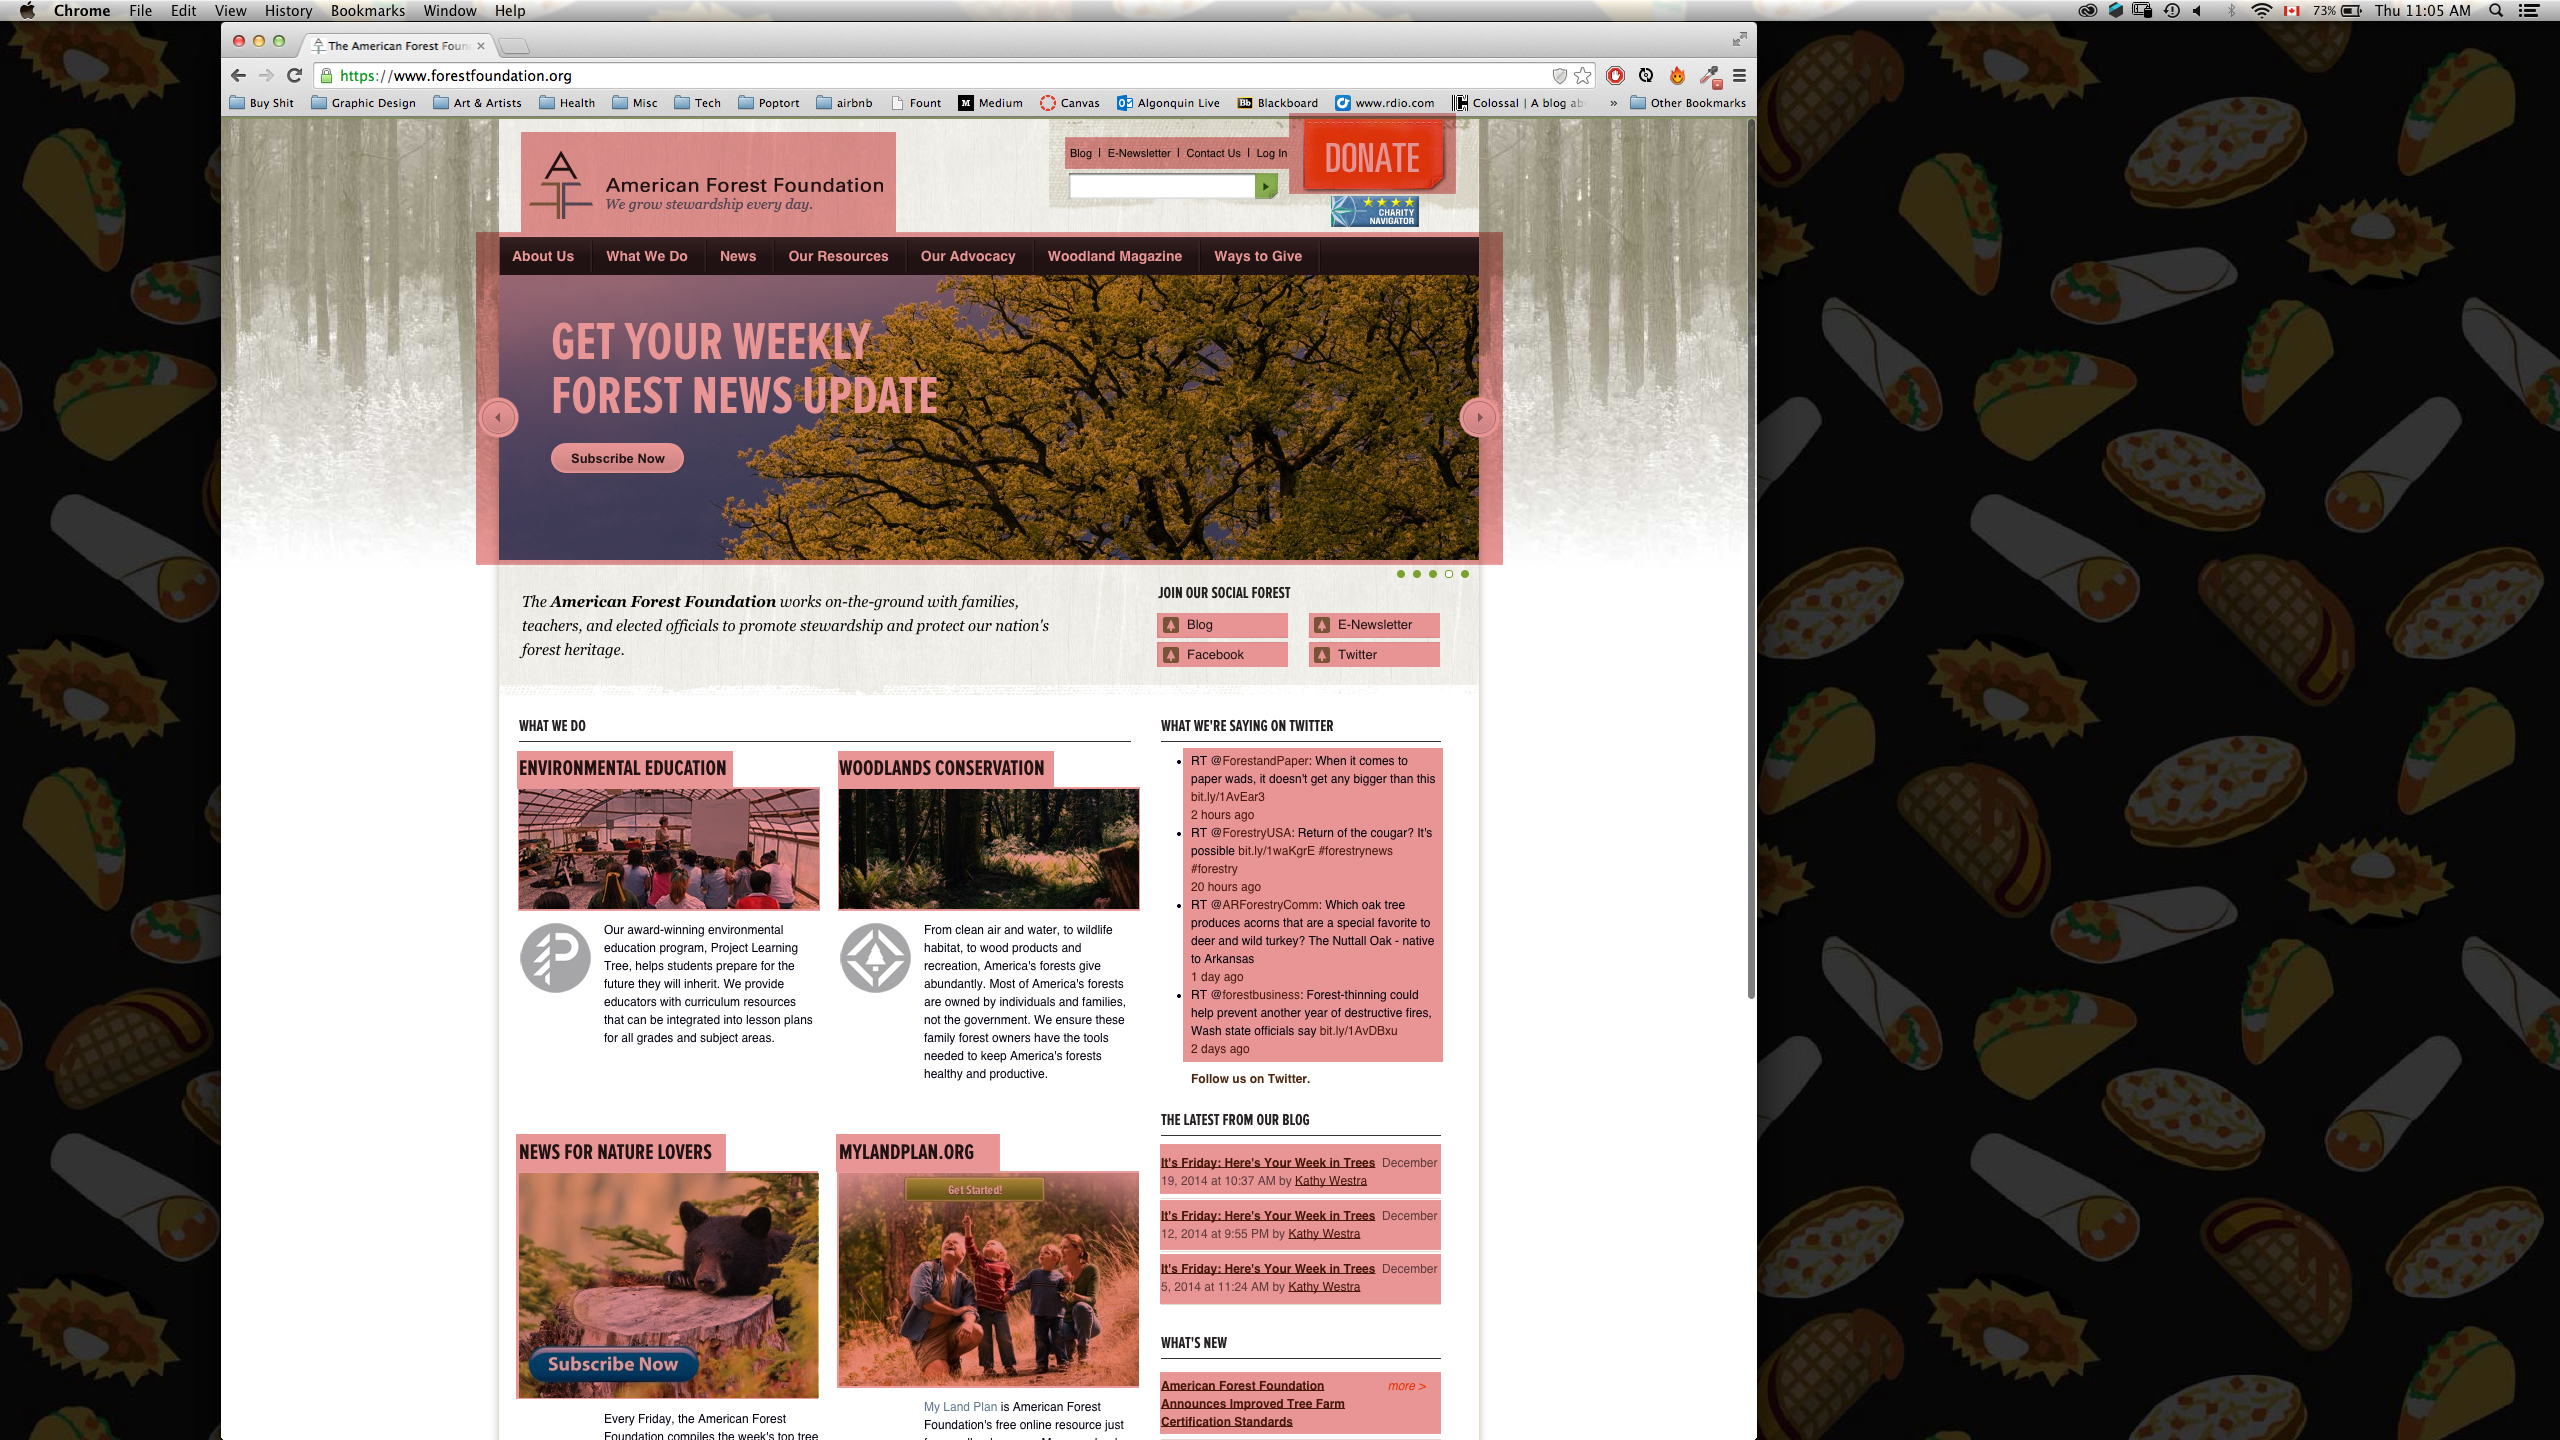 Chrome File Edit View History Bookmarks Window Help
73% Thu 11:05 AM
The American Forest Foun
https://www.forestfoundation.org
Buy Shit Graphic Design Art & Artists Health Misc Tech Poptort airbnb Fount Medium Canvas Algonquin Live Blackboard www.rdio.com Colossal | A blog ab » Other Bookmarks
American Forest Foundation
We grow stewardship every day.
Blog | E-Newsletter | Contact Us | Log In
DONATE
CHARITY
NAVIGATOR
About Us What We Do News Our Resources Our Advocacy Woodland Magazine Ways to Give
GET YOUR WEEKLY
FOREST NEWS UPDATE
Subscribe Now
The American Forest Foundation works on-the-ground with families,
teachers, and elected officials to promote stewardship and protect our nation's
forest heritage.
JOIN OUR SOCIAL FOREST
Blog E-Newsletter
Facebook Twitter
WHAT WE DO
ENVIRONMENTAL EDUCATION
Our award-winning environmental
education program, Project Learning
Tree, helps students prepare for the
future they will inherit. We provide
educators with curriculum resources
that can be integrated into lesson plans
for all grades and subject areas.
WOODLANDS CONSERVATION
From clean air and water, to wildlife
habitat, to wood products and
recreation, America's forests give
abundantly. Most of America's forests
are owned by individuals and families,
not the government. We ensure these
family forest owners have the tools
needed to keep America's forests
healthy and productive.
NEWS FOR NATURE LOVERS
Subscribe Now
Every Friday, the American Forest
Foundation compiles the week's top tree
MYLANDPLAN.ORG
Get Started!
My Land Plan is American Forest
Foundation's free online resource just
WHAT WE'RE SAYING ON TWITTER
• RT @ForestandPaper: When it comes to
paper wads, it doesn't get any bigger than this
bit.ly/1AvEar3
2 hours ago
• RT @ForestryUSA: Return of the cougar? It's
possible bit.ly/1waKgrE #forestrynews
#forestry
20 hours ago
• RT @ARForestryComm: Which oak tree
produces acorns that are a special favorite to
deer and wild turkey? The Nuttall Oak - native
to Arkansas
1 day ago
• RT @forestbusiness: Forest-thinning could
help prevent another year of destructive fires,
Wash state officials say bit.ly/1AvDBxu
2 days ago
Follow us on Twitter.
THE LATEST FROM OUR BLOG
It's Friday: Here's Your Week in Trees December
19, 2014 at 10:37 AM by Kathy Westra
It's Friday: Here's Your Week in Trees December
12, 2014 at 9:55 PM by Kathy Westra
It's Friday: Here's Your Week in Trees December
5, 2014 at 11:24 AM by Kathy Westra
WHAT'S NEW
American Forest Foundation more >
Announces Improved Tree Farm
Certification Standards